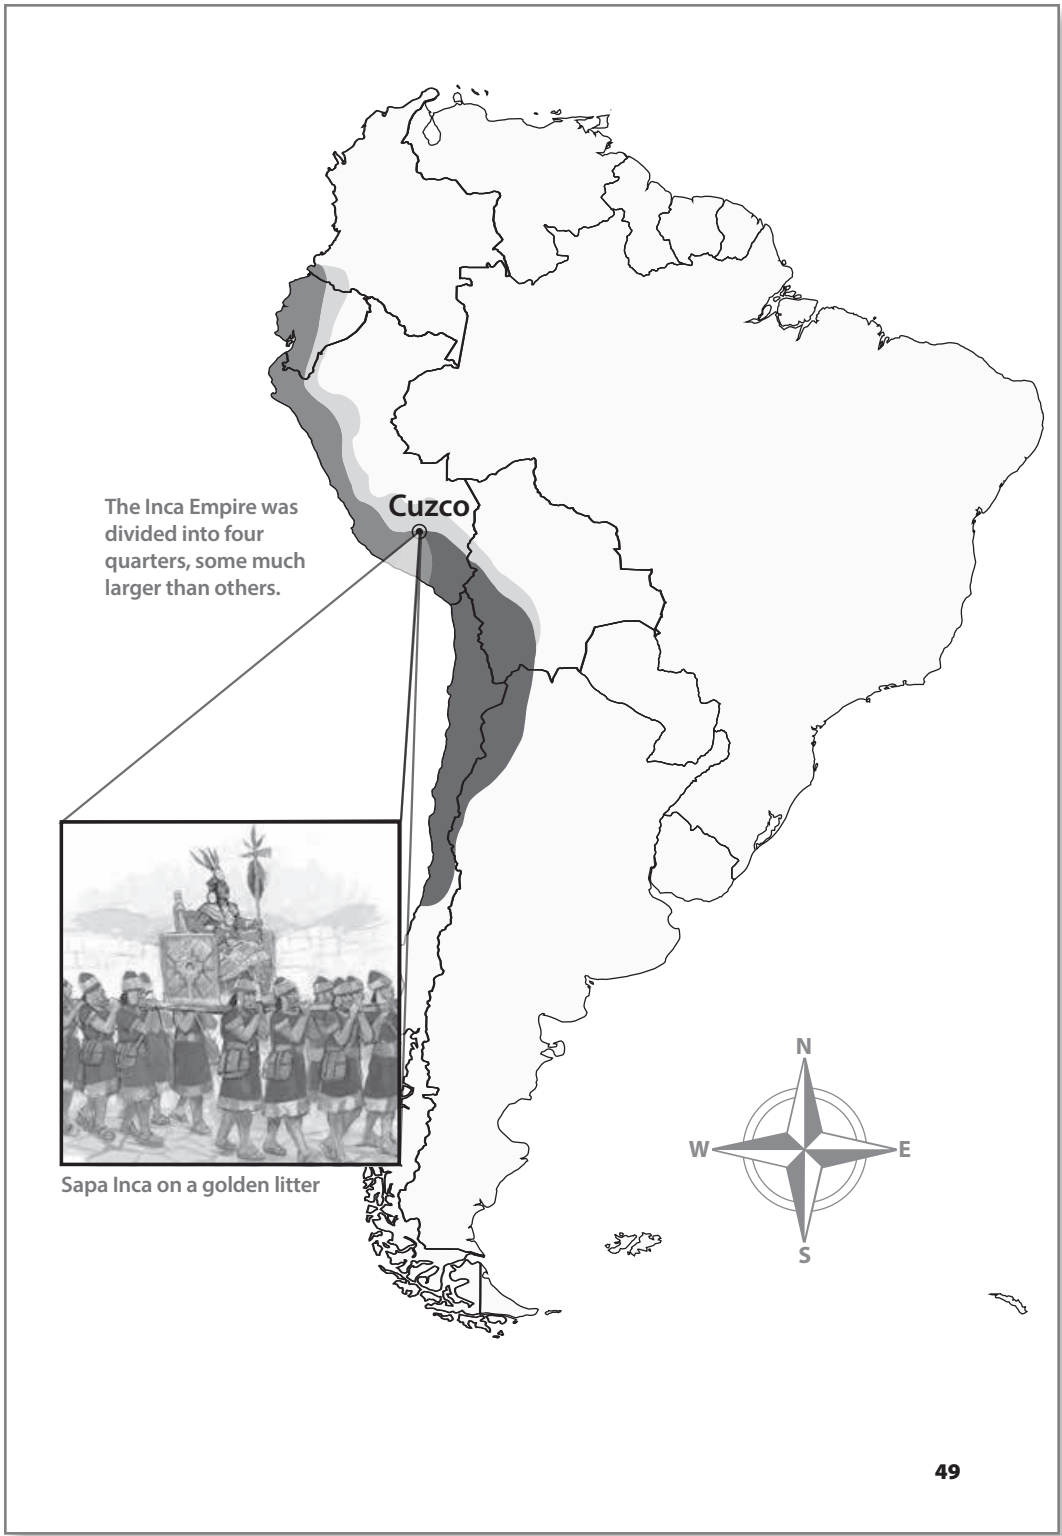 The Inca Empire was
divided into four
quarters, some much
larger than others.
Cuzco
Sapa Inca on a golden litter
N
W
E
S
49